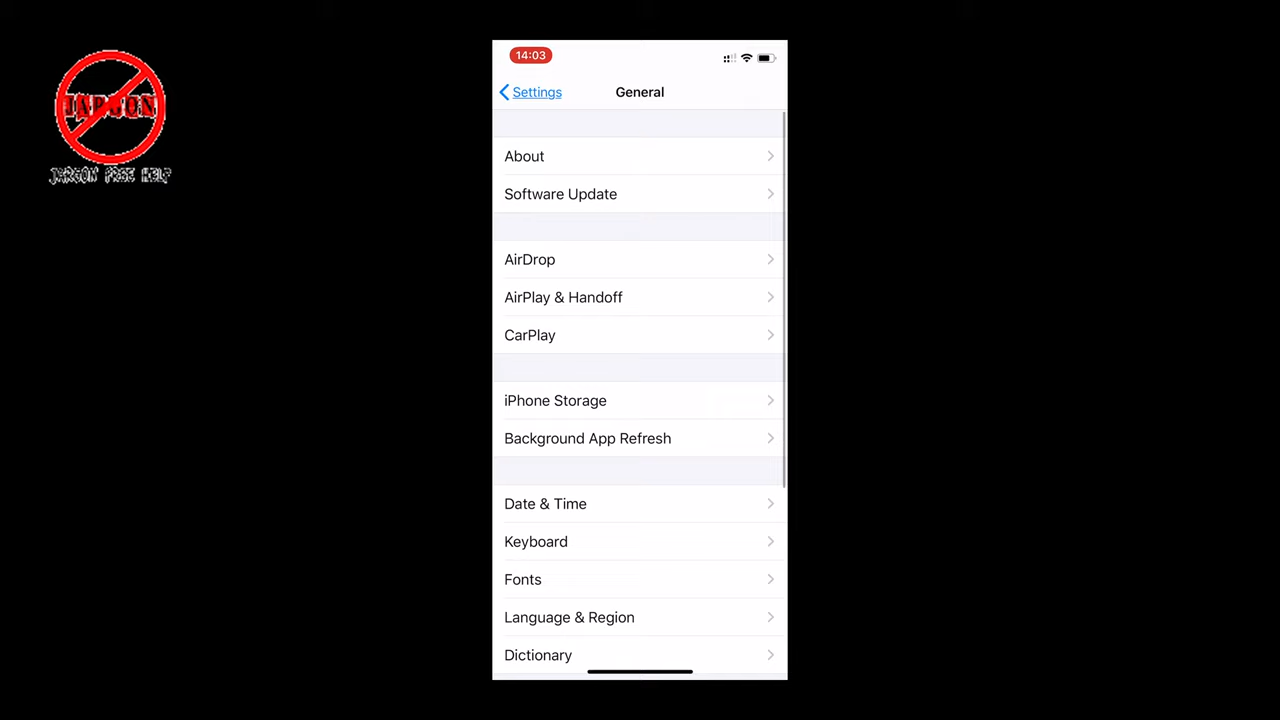 JARGON
JARGON FREE HELP
14:03
Settings
General
About
Software Update
AirDrop
AirPlay & Handoff
CarPlay
iPhone Storage
Background App Refresh
Date & Time
Keyboard
Fonts
Language & Region
Dictionary